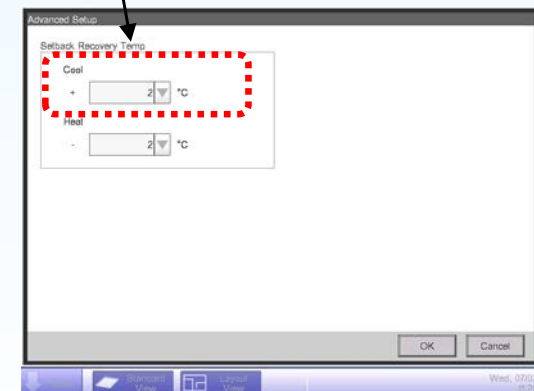 Advanced Setup
Setback Recovery Temp
Cool
+ 2 °C
Heat
- 2 °C
OK Cancel
Standard View
Layout View
Wed, 07/0